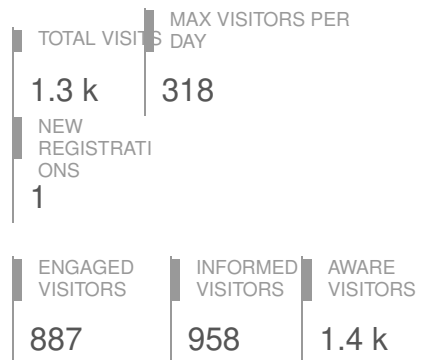 TOTAL VISITS
MAX VISITORS PER
DAY
1.3 k
318
NEW
REGISTRATI
ONS
1
ENGAGED
VISITORS
INFORMED
VISITORS
AWARE
VISITORS
887
958
1.4 k